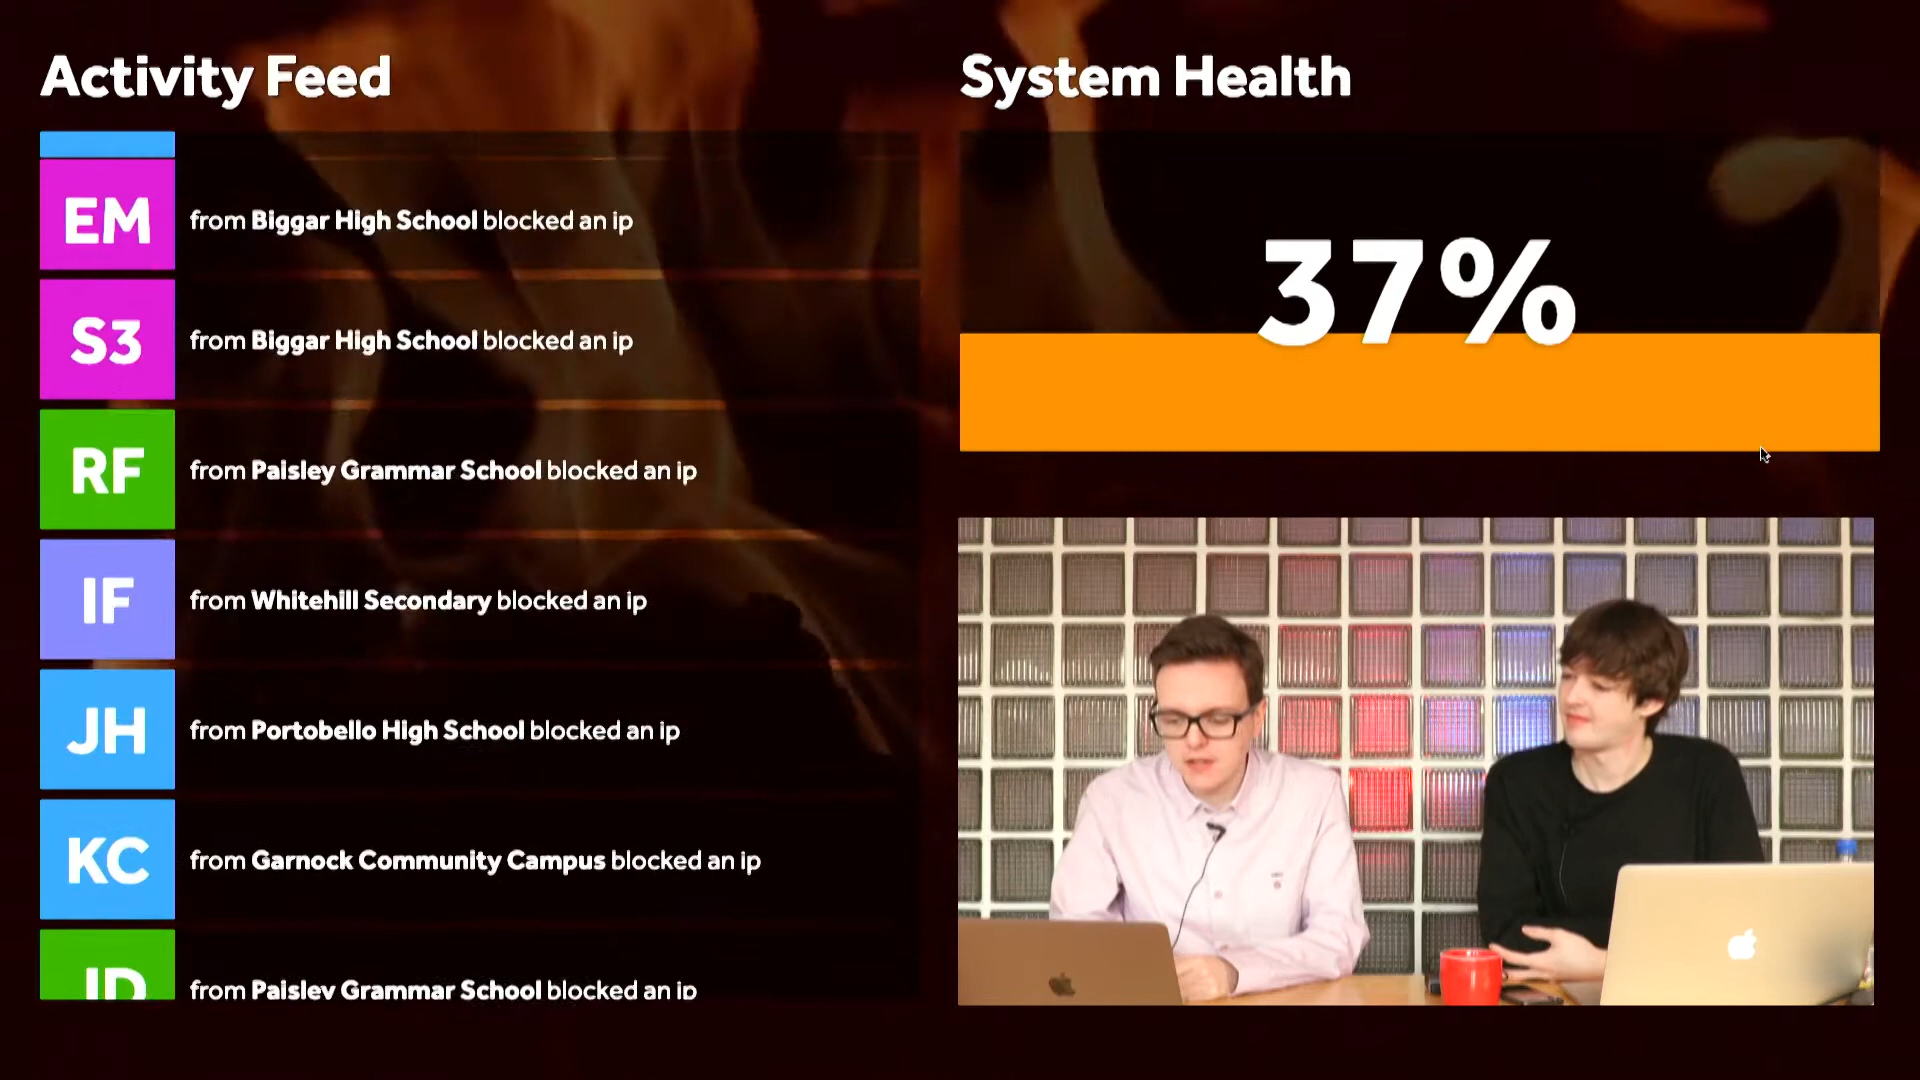 Activity Feed
EM
from Biggar High School blocked an ip
S3
from Biggar High School blocked an ip
RF
from Paisley Grammar School blocked an ip
IF
from Whitehill Secondary blocked an ip
JH
from Portobello High School blocked an ip
KC
from Garnock Community Campus blocked an ip
JD
from Paisley Grammar School blocked an ip
System Health
37%